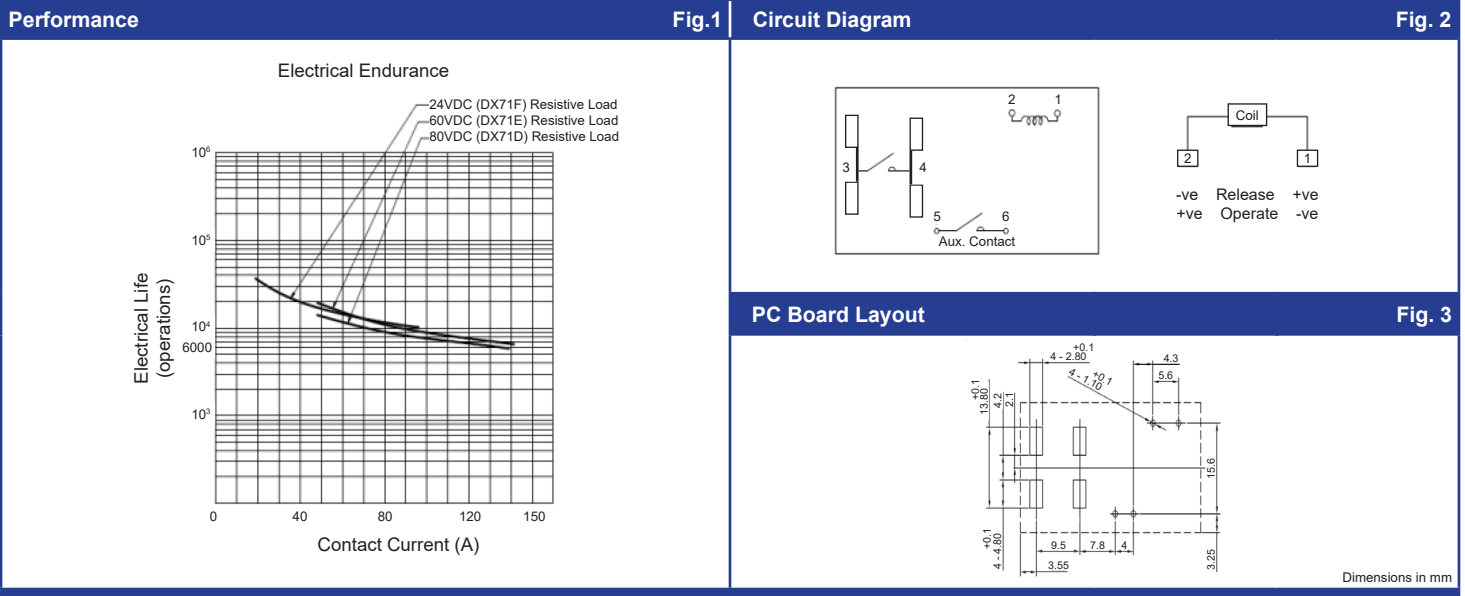 Performance Fig.1
Electrical Endurance
24VDC (DX71F) Resistive Load
60VDC (DX71E) Resistive Load
80VDC (DX71D) Resistive Load
10⁶
10⁵
10⁴
6000
10³
Electrical Life
(operations)
0 40 80 120 150
Contact Current (A)
Circuit Diagram Fig. 2
2 1
3 4
5 6
Aux. Contact
Coil
2 1
-ve Release +ve
+ve Operate -ve
PC Board Layout Fig. 3
+0.1
4 - 2.80
4.3
+0.1
4 - 1.10
5.6
+0.1
13.80
4.2
2.1
15.6
+0.1
4 - 4.80
9.5 7.8 4
3.55
3.25
Dimensions in mm